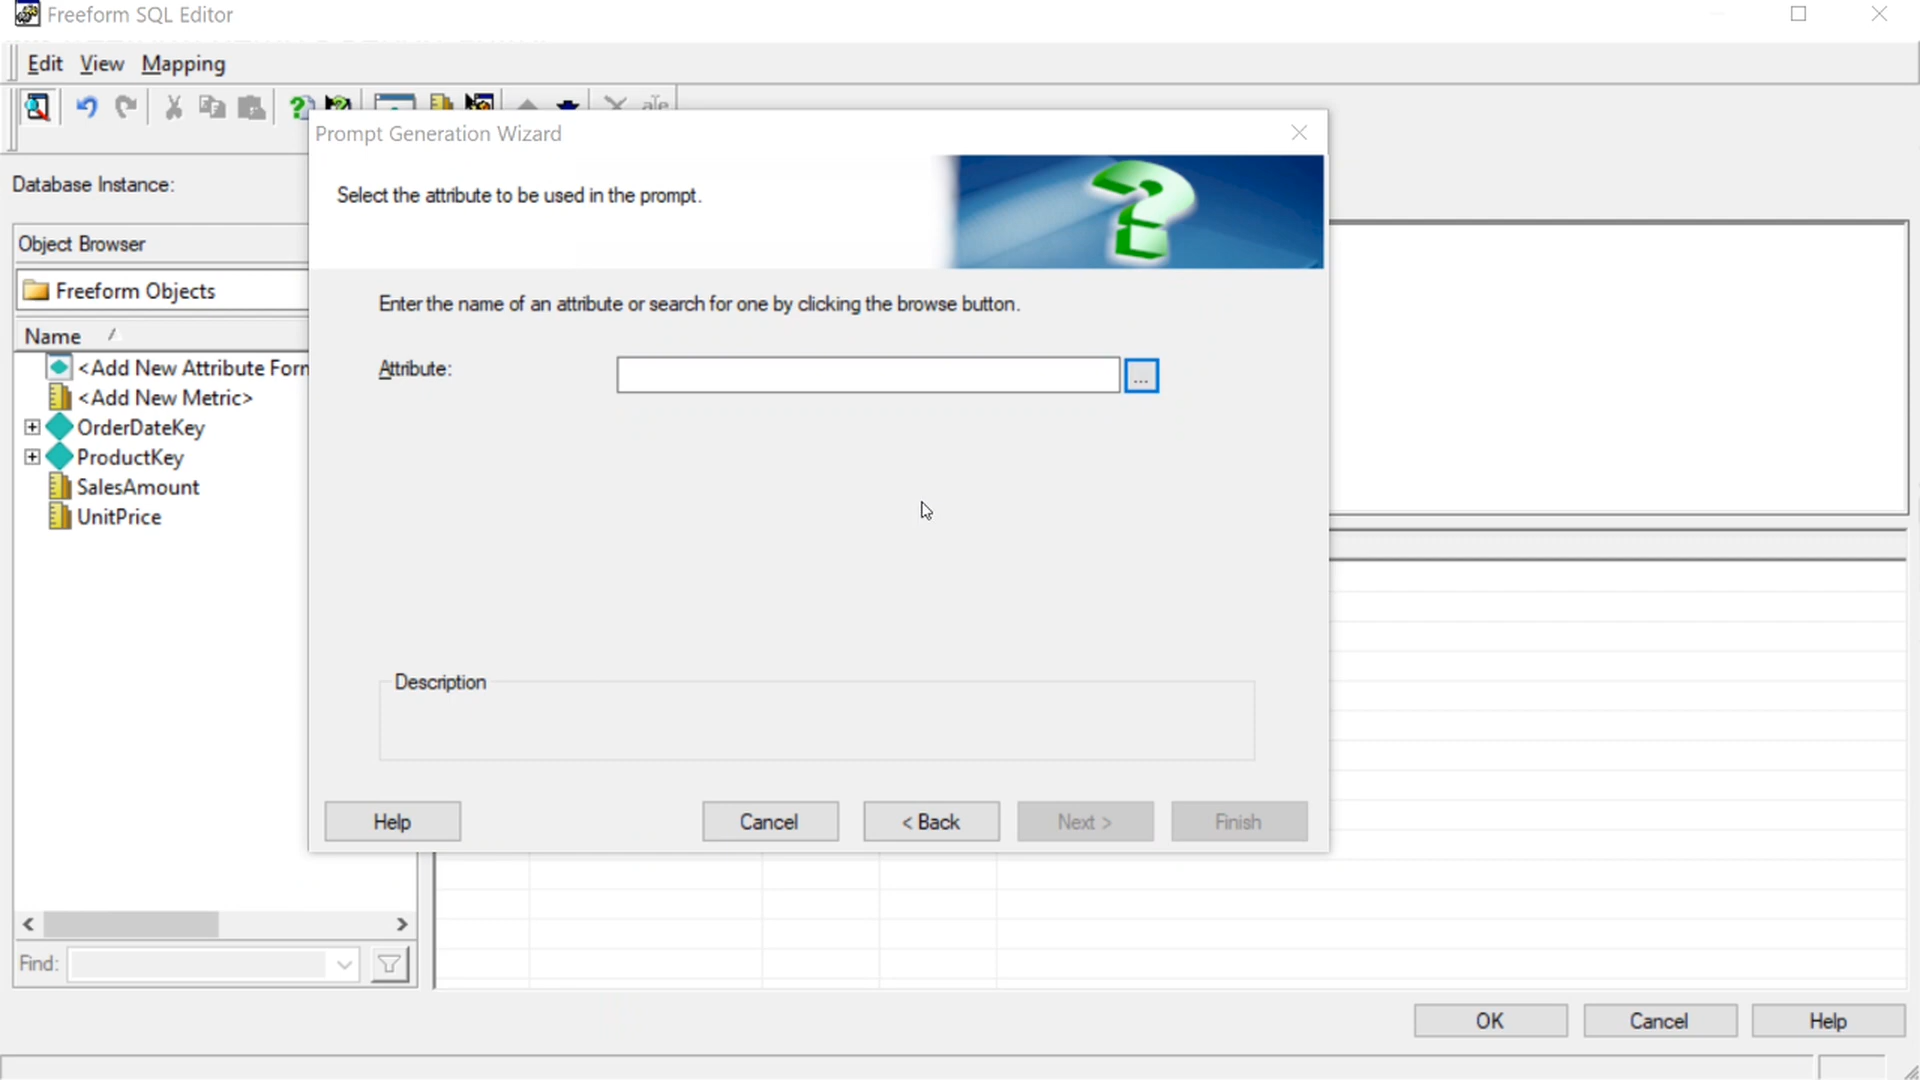 Freeform SQL Editor
Edit View Mapping
Database Instance:
Object Browser
Freeform Objects
Name
<Add New Attribute Form
<Add New Metric>
OrderDateKey
ProductKey
SalesAmount
UnitPrice
Find:
Prompt Generation Wizard
Select the attribute to be used in the prompt.
Enter the name of an attribute or search for one by clicking the browse button.
Attribute:
...
Description
Help Cancel < Back Next > Finish
OK Cancel Help